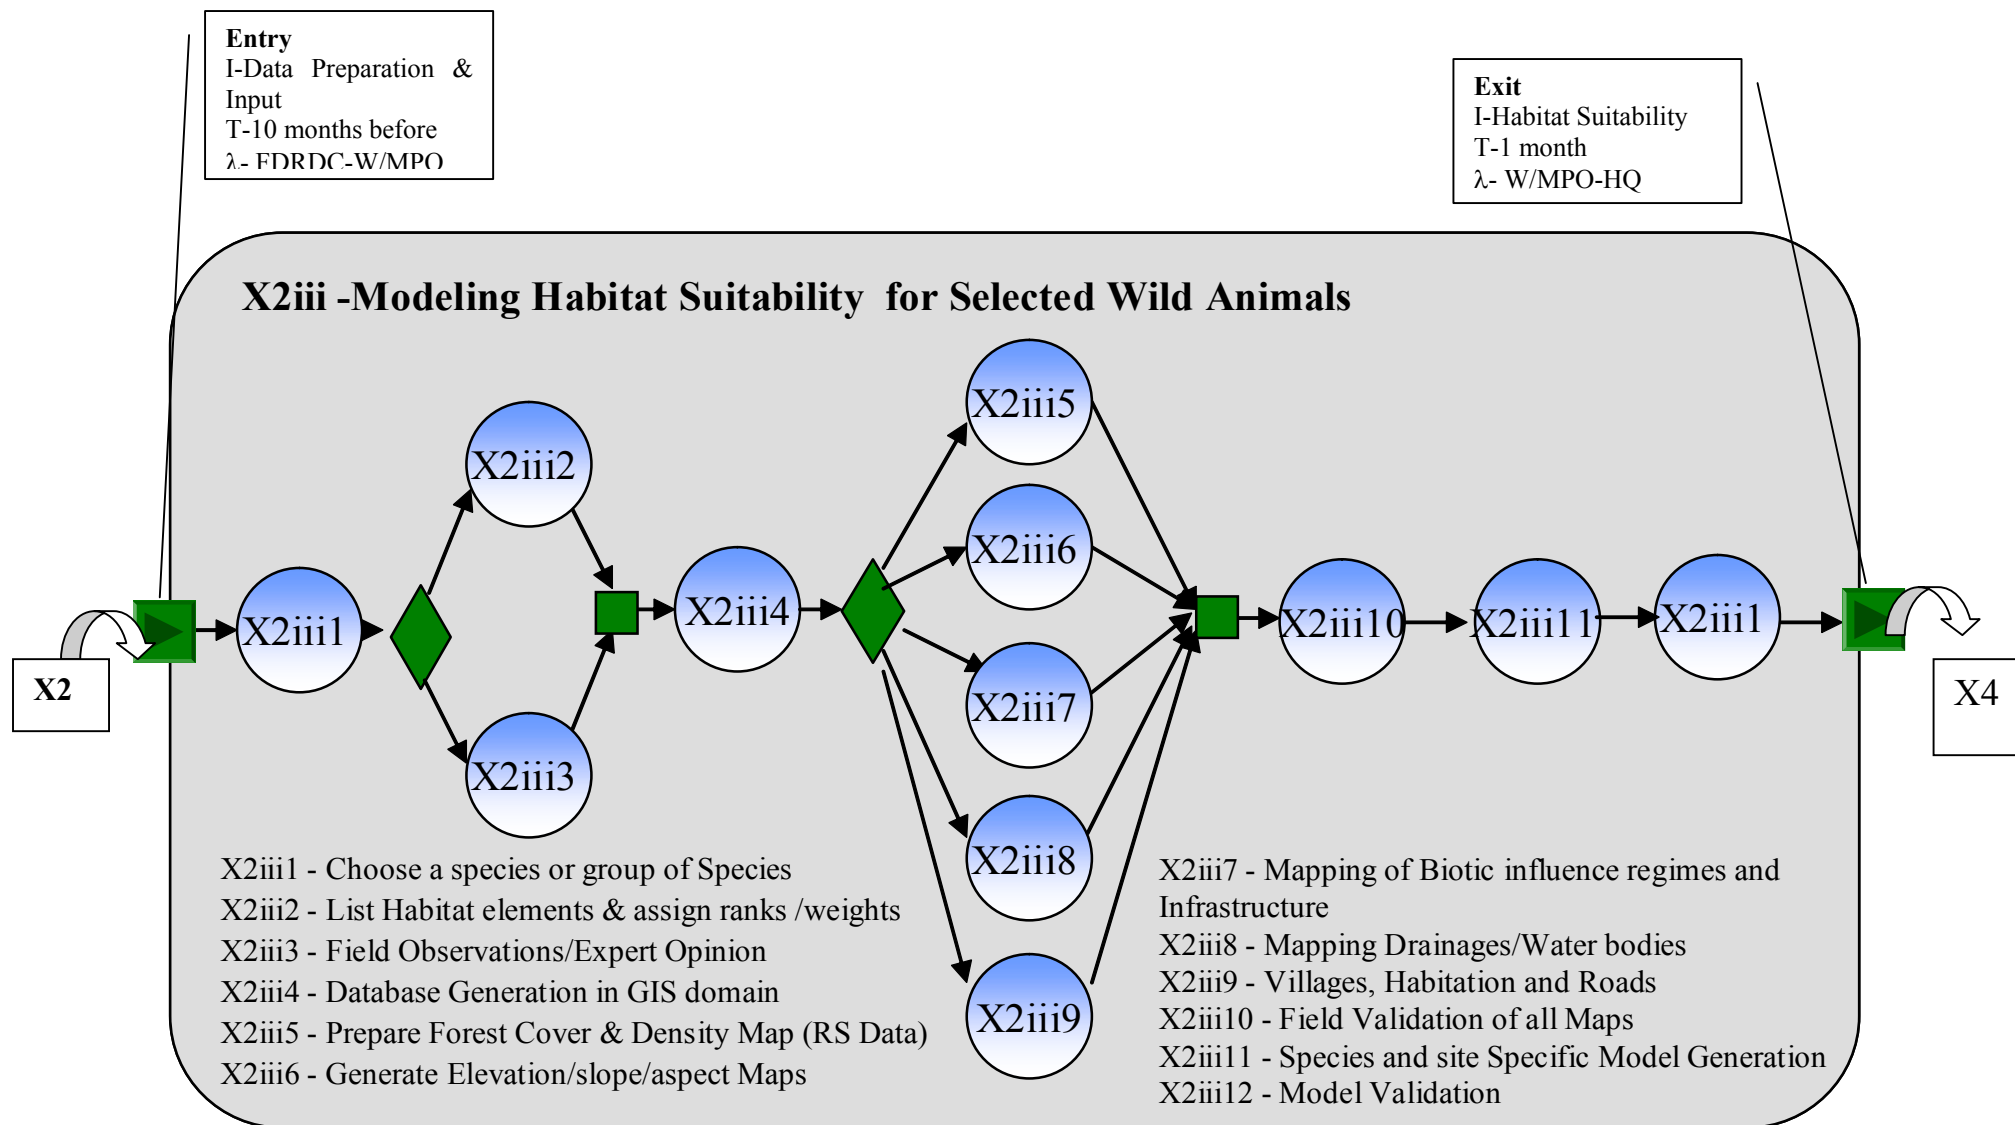 Entry
I-Data Preparation &
Input
T-10 months before
λ- FDRDC-W/MPO
Exit
I-Habitat Suitability
T-1 month
λ- W/MPO-HQ
X2iii -Modeling Habitat Suitability for Selected Wild Animals
X2
X2iii1
X2iii2
X2iii3
X2iii4
X2iii5
X2iii6
X2iii7
X2iii8
X2iii9
X2iii10
X2iii11
X2iii1
X4
X2iii1 - Choose a species or group of Species
X2iii2 - List Habitat elements & assign ranks /weights
X2iii3 - Field Observations/Expert Opinion
X2iii4 - Database Generation in GIS domain
X2iii5 - Prepare Forest Cover & Density Map (RS Data)
X2iii6 - Generate Elevation/slope/aspect Maps
X2iii7 - Mapping of Biotic influence regimes and
Infrastructure
X2iii8 - Mapping Drainages/Water bodies
X2iii9 - Villages, Habitation and Roads
X2iii10 - Field Validation of all Maps
X2iii11 - Species and site Specific Model Generation
X2iii12 - Model Validation